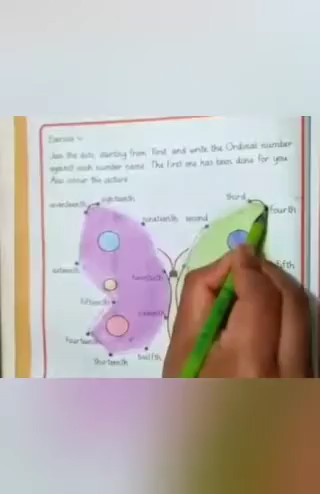 Exercise
Join the dots, starting from first and write the Ordinal number
against each number name. The first one has been done for you.
Also colour the picture.
seventeenth eighteenth
third
fourth
nineteenth second
sixteenth
fifth
twentieth
fifteenth
fourteenth
thirteenth
twelfth